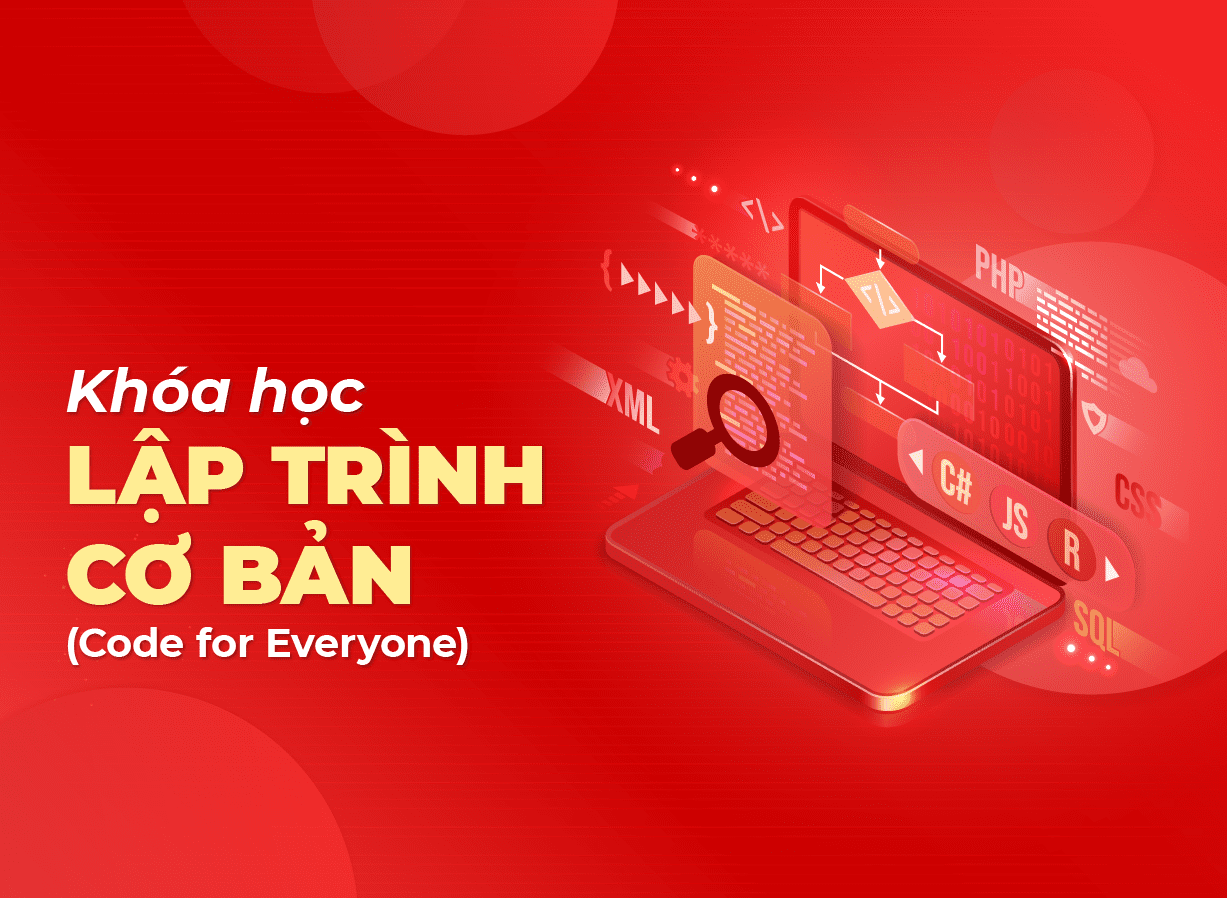 Khóa học
LẬP TRÌNH
CƠ BẢN
(Code for Everyone)
</>
*****
{
}
</>
PHP
XML
C#
JS
R
CSS
SQL